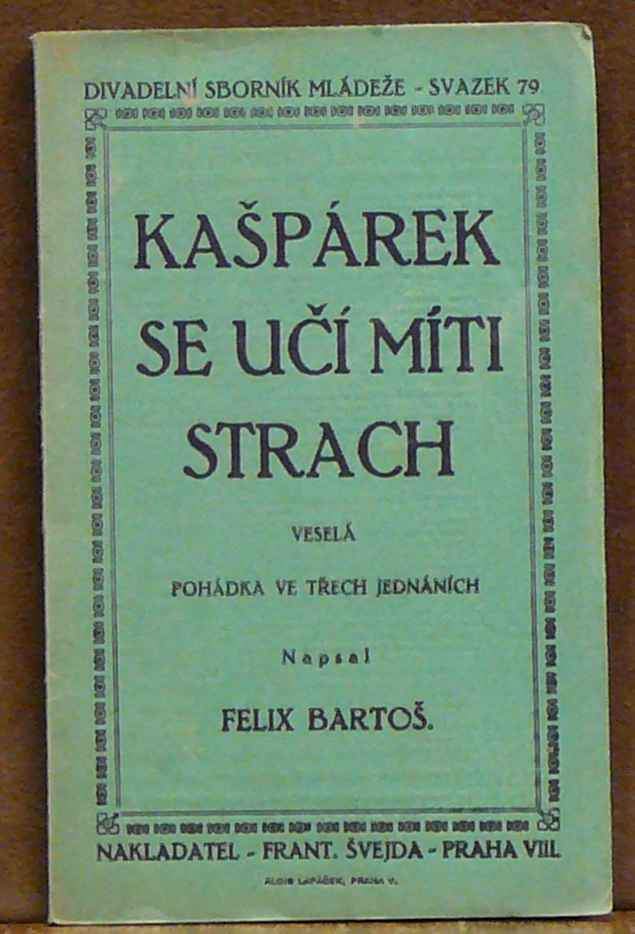 DIVADELNÍ SBORNÍK MLÁDEŽE - SVAZEK 79
KAŠPÁREK
SE UČÍ MÍTI
STRACH
VESELÁ
POHÁDKA VE TŘECH JEDNÁNÍCH
Napsal
FELIX BARTOŠ.
NAKLADATEL - FRANT. ŠVEJDA - PRAHA VIII.
ALOIS LAPÁČEK, PRAHA V.